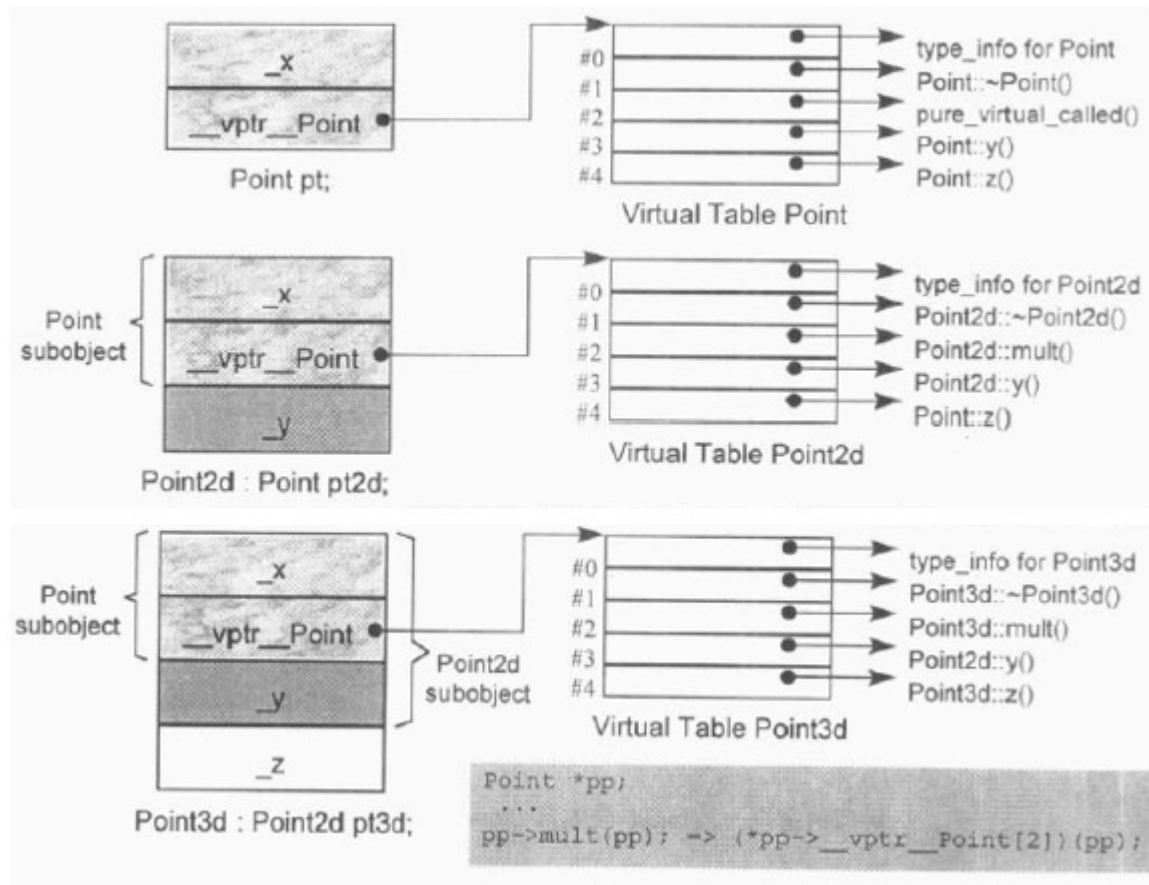 _x
__vptr__Point
Point pt;
#0
#1
#2
#3
#4
type_info for Point
Point::~Point()
pure_virtual_called()
Point::y()
Point::z()
Virtual Table Point
Point
subobject
_x
__vptr__Point
_y
Point2d : Point pt2d;
#0
#1
#2
#3
#4
type_info for Point2d
Point2d::~Point2d()
Point2d::mult()
Point2d::y()
Point::z()
Virtual Table Point2d
Point
subobject
_x
__vptr__Point
_y
_z
Point2d
subobject
Point3d : Point2d pt3d;
#0
#1
#2
#3
#4
type_info for Point3d
Point3d::~Point3d()
Point3d::mult()
Point2d::y()
Point3d::z()
Virtual Table Point3d
Point *pp;
...
pp->mult(pp); => (*pp->__vptr__Point[2])(pp);